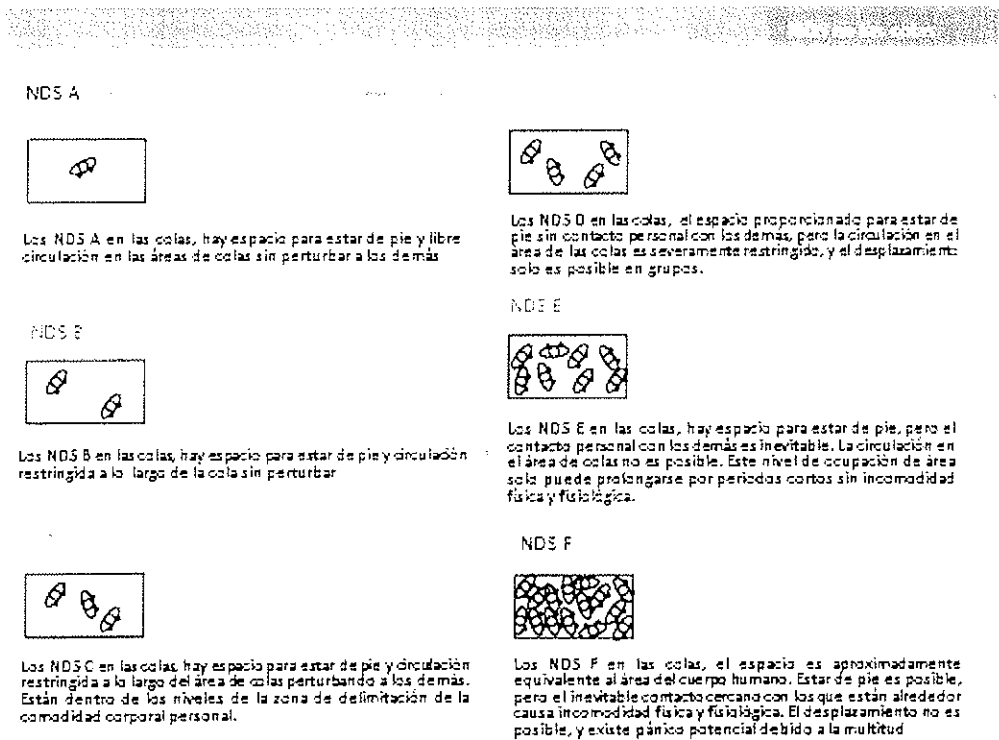 NDS A
Los NDS A en las colas, hay espacio para estar de pie y libre
circulación en las áreas de colas sin perturbar a los demás
NDS B
Los NDS B en las colas, hay espacio para estar de pie y circulación
restringida a lo largo de la cola sin perturbar
Los NDS C en las colas, hay espacio para estar de pie y circulación
restringida a lo largo del área de colas perturbando a los demás.
Están dentro de los niveles de la zona de delimitación de la
comodidad corporal personal.
Los NDS D en las colas, el espacio proporcionado para estar de
pie sin contacto personal con los demás, pero la circulación en el
área de las colas es severamente restringido, y el desplazamiento
solo es posible en grupos.
NDS E
Los NDS E en las colas, hay espacio para estar de pie, pero el
contacto personal con los demás es inevitable. La circulación en
el área de colas no es posible. Este nivel de ocupación de área
solo puede prolongarse por periodos cortos sin incomodidad
física y fisiológica.
NDS F
Los NDS F en las colas, el espacio es aproximadamente
equivalente al área del cuerpo humano. Estar de pie es posible,
pero el inevitable contacto cercano con los que están alrededor
causa incomodidad física y fisiológica. El desplazamiento no es
posible, y existe pánico potencial debido a la multitud